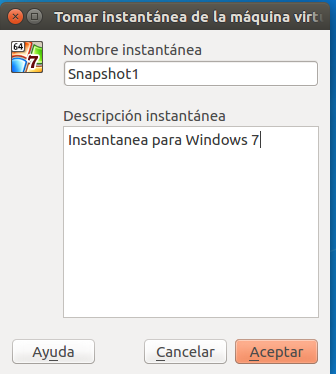 Tomar instantánea de la máquina virtu
64
7
Nombre instantánea
Snapshot1
Descripción instantánea
Instantanea para Windows 7
Ayuda
Cancelar
Aceptar